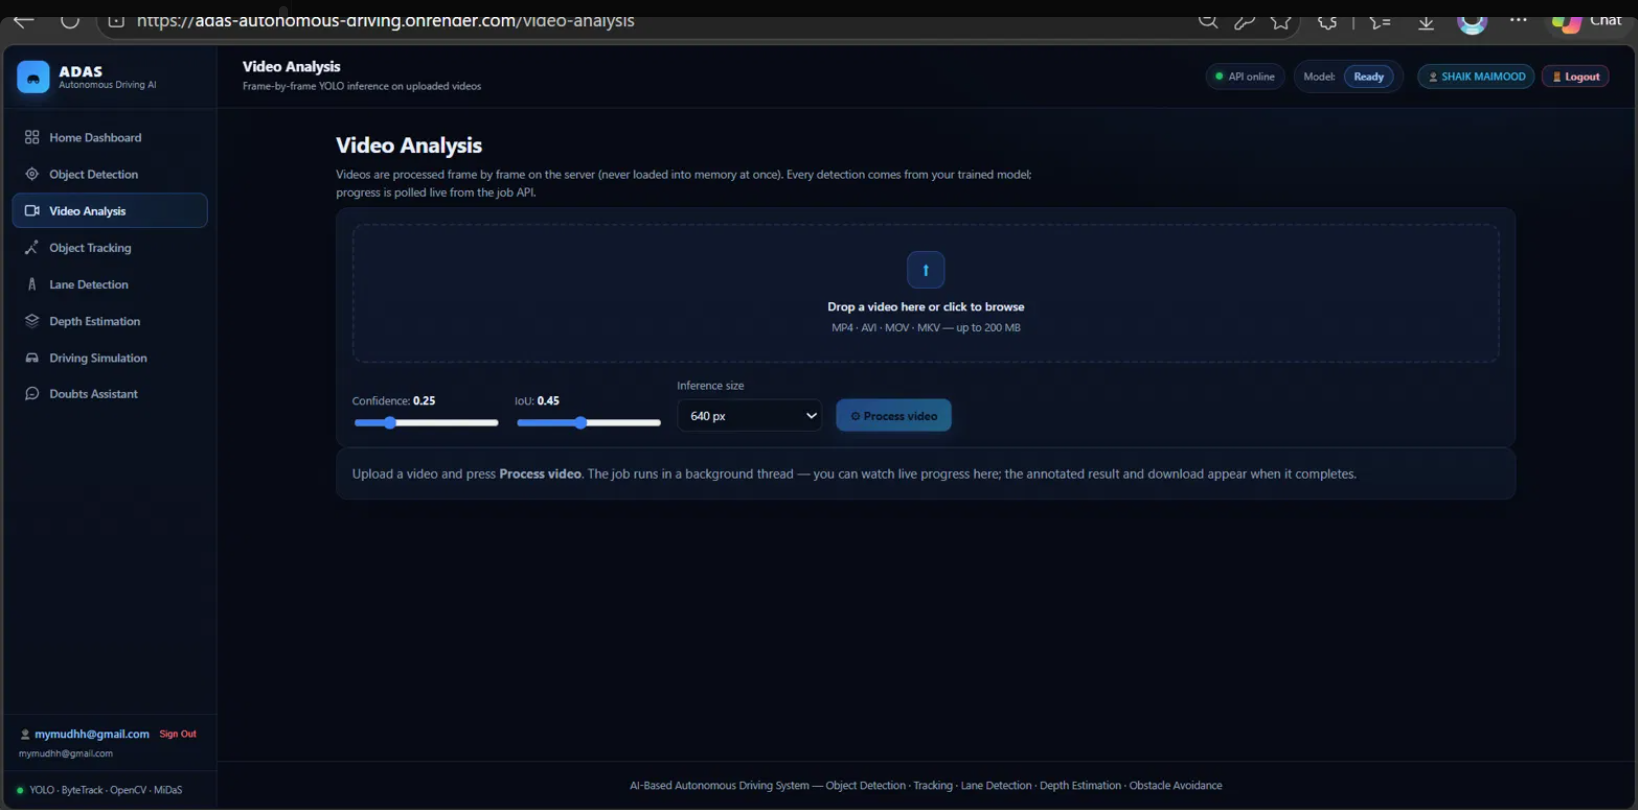 https://adas-autonomous-driving.onrender.com/video-analysis
Chat
ADAS
Autonomous Driving AI
Video Analysis
Frame-by-frame YOLO inference on uploaded videos
API online
Model: Ready
SHAIK MAIMOOD
Logout
Home Dashboard
Object Detection
Video Analysis
Object Tracking
Lane Detection
Depth Estimation
Driving Simulation
Doubts Assistant
Video Analysis
Videos are processed frame by frame on the server (never loaded into memory at once). Every detection comes from your trained model;
progress is polled live from the job API.
Drop a video here or click to browse
MP4 · AVI · MOV · MKV — up to 200 MB
Confidence: 0.25
IoU: 0.45
Inference size
640 px
Process video
Upload a video and press Process video. The job runs in a background thread — you can watch live progress here; the annotated result and download appear when it completes.
mymudhh@gmail.com Sign Out
mymudhh@gmail.com
YOLO · ByteTrack · OpenCV · MiDaS
AI-Based Autonomous Driving System — Object Detection · Tracking · Lane Detection · Depth Estimation · Obstacle Avoidance